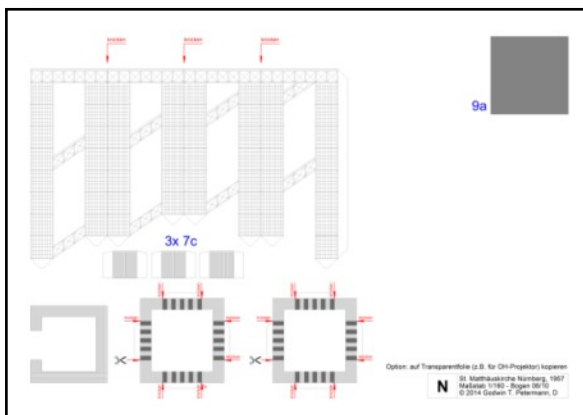 knicken knicken knicken
9a
3x 7c
Option: auf Transparentfolie (z.B. für OH-Projektor) kopieren
N
St. Matthäuskirche Nürnberg, 1957
Maßstab 1/160 - Bogen 08/10
© 2014 Godwin T. Petermann, D